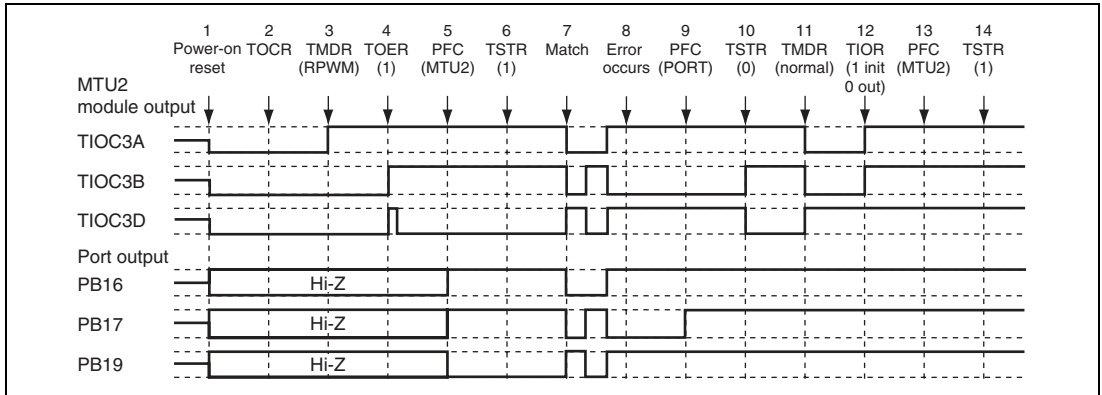 1 2 3 4 5 6 7 8 9 10 11 12 13 14
Power-on TOCR TMDR TOER PFC TSTR Match Error PFC TSTR TMDR TIOR PFC TSTR
reset (RPWM) (1) (MTU2) (1) occurs (PORT) (0) (normal) (1 init (MTU2) (1)
0 out)
MTU2
module output
TIOC3A
TIOC3B
TIOC3D
Port output
PB16 Hi-Z
PB17 Hi-Z
PB19 Hi-Z